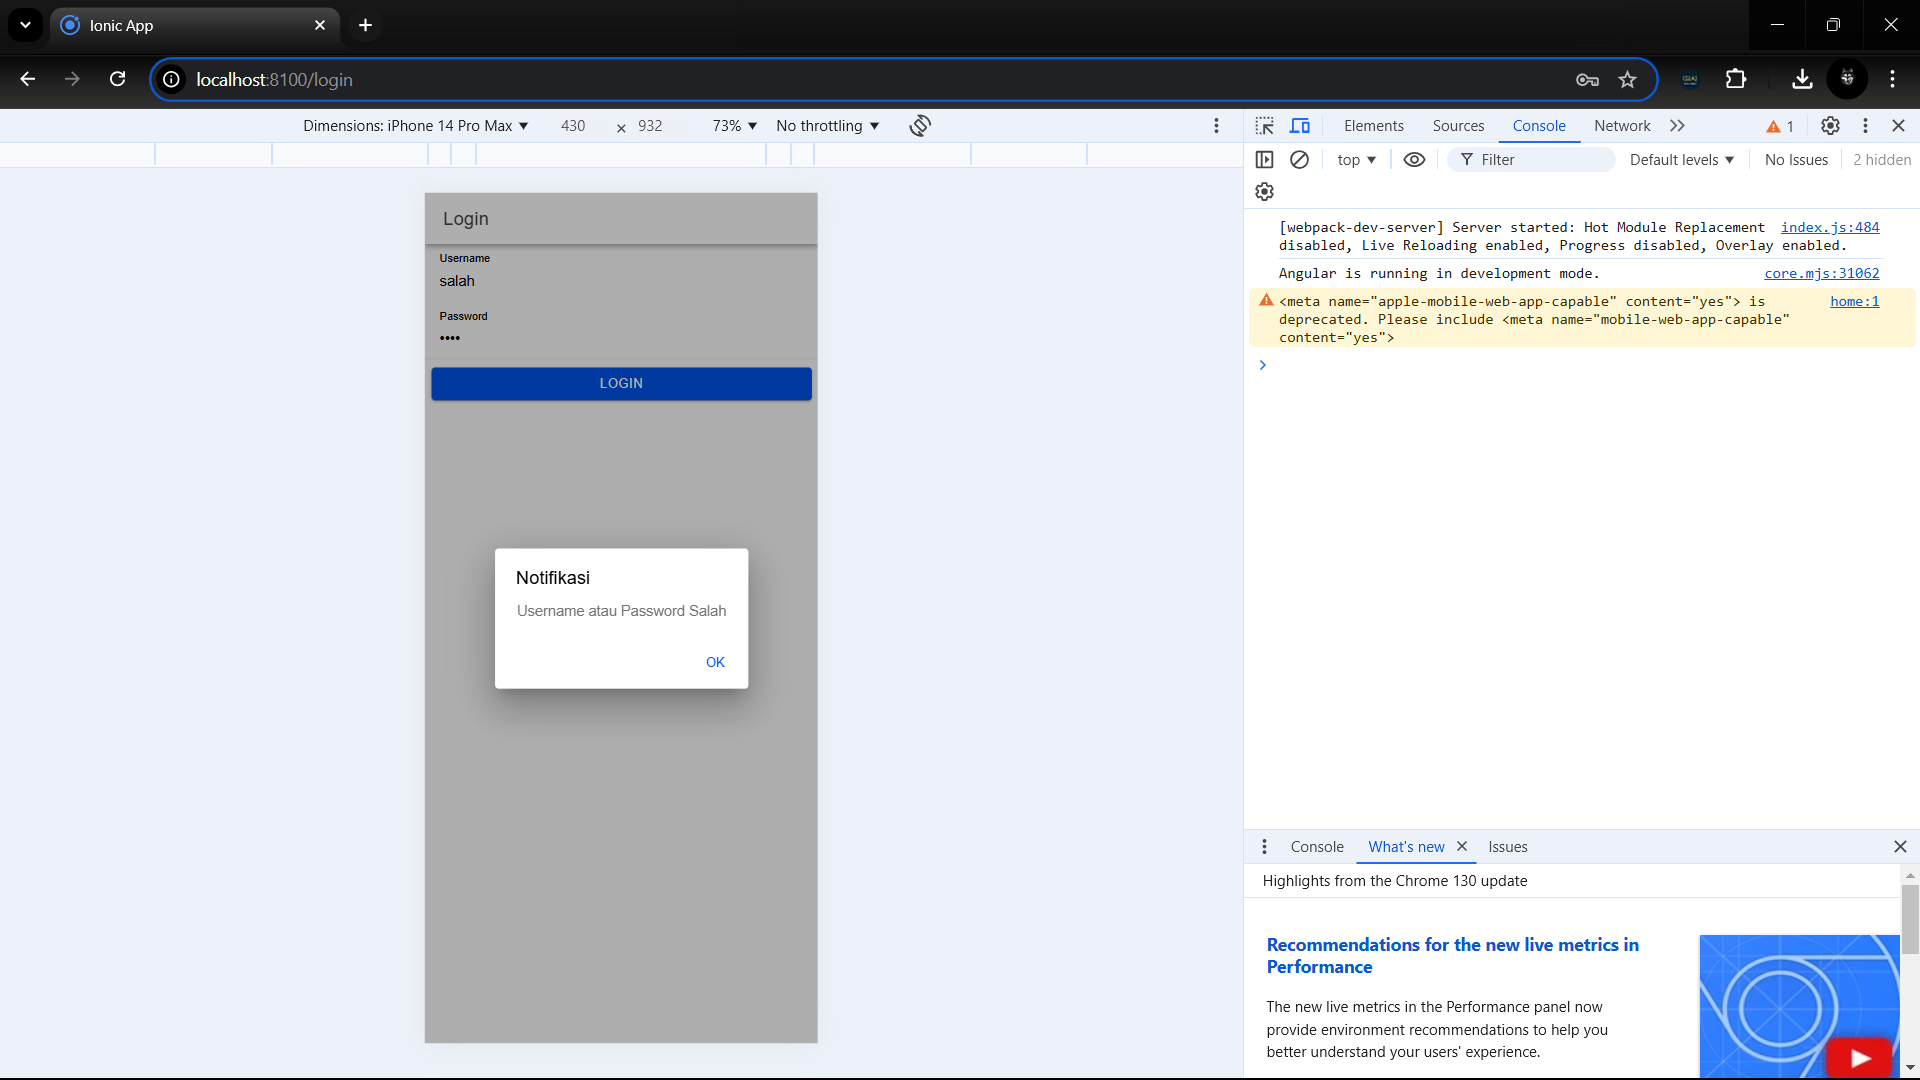 Ionic App
localhost:8100/login
Dimensions: iPhone 14 Pro Max 430 × 932 73% No throttling
Login
Username
salah
Password
••••
LOGIN
Notifikasi
Username atau Password Salah
OK
Elements Sources Console Network 1
top Filter Default levels No Issues 2 hidden
[webpack-dev-server] Server started: Hot Module Replacement index.js:484
disabled, Live Reloading enabled, Progress disabled, Overlay enabled.
Angular is running in development mode. core.mjs:31062
<meta name="apple-mobile-web-app-capable" content="yes"> is home:1
deprecated. Please include <meta name="mobile-web-app-capable"
content="yes">
Console What's new Issues
Highlights from the Chrome 130 update
Recommendations for the new live metrics in
Performance
The new live metrics in the Performance panel now
provide environment recommendations to help you
better understand your users' experience.